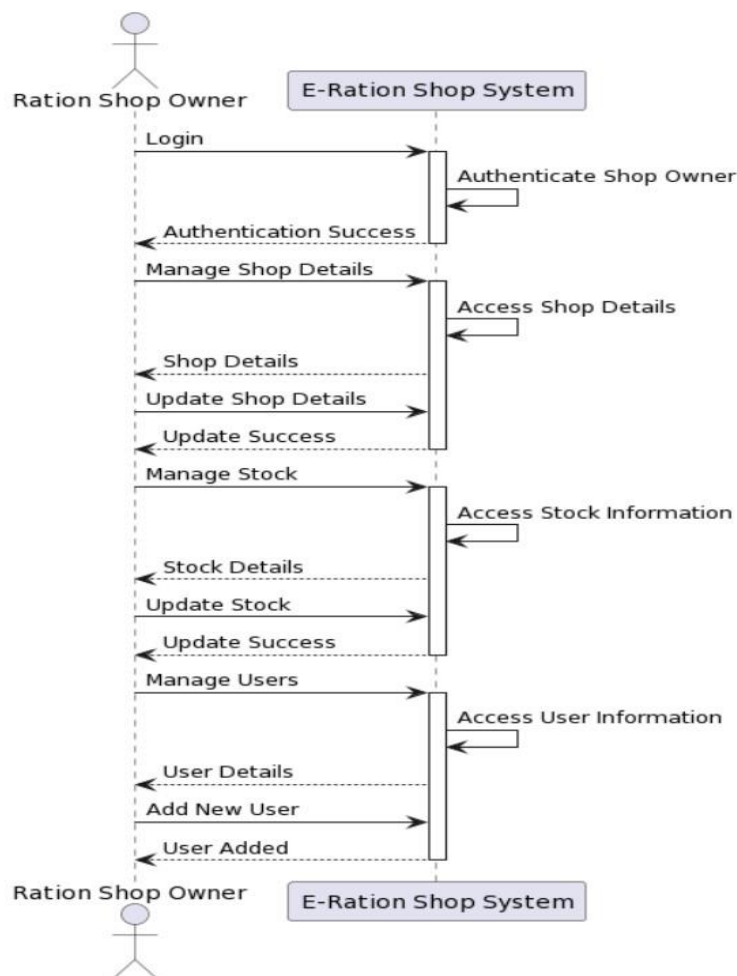 Ration Shop Owner
E-Ration Shop System
Login
Authenticate Shop Owner
Authentication Success
Manage Shop Details
Access Shop Details
Shop Details
Update Shop Details
Update Success
Manage Stock
Access Stock Information
Stock Details
Update Stock
Update Success
Manage Users
Access User Information
User Details
Add New User
User Added
Ration Shop Owner
E-Ration Shop System